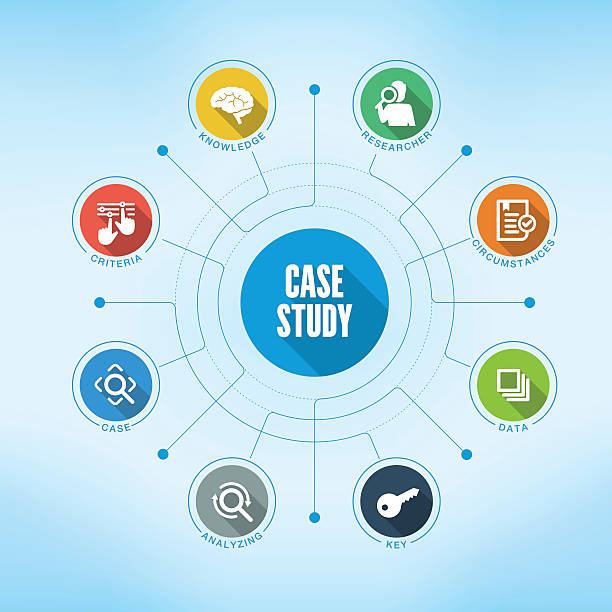 KNOWLEDGE
RESEARCHER
CRITERIA
CIRCUMSTANCES
CASE
STUDY
CASE
DATA
ANALYZING
KEY